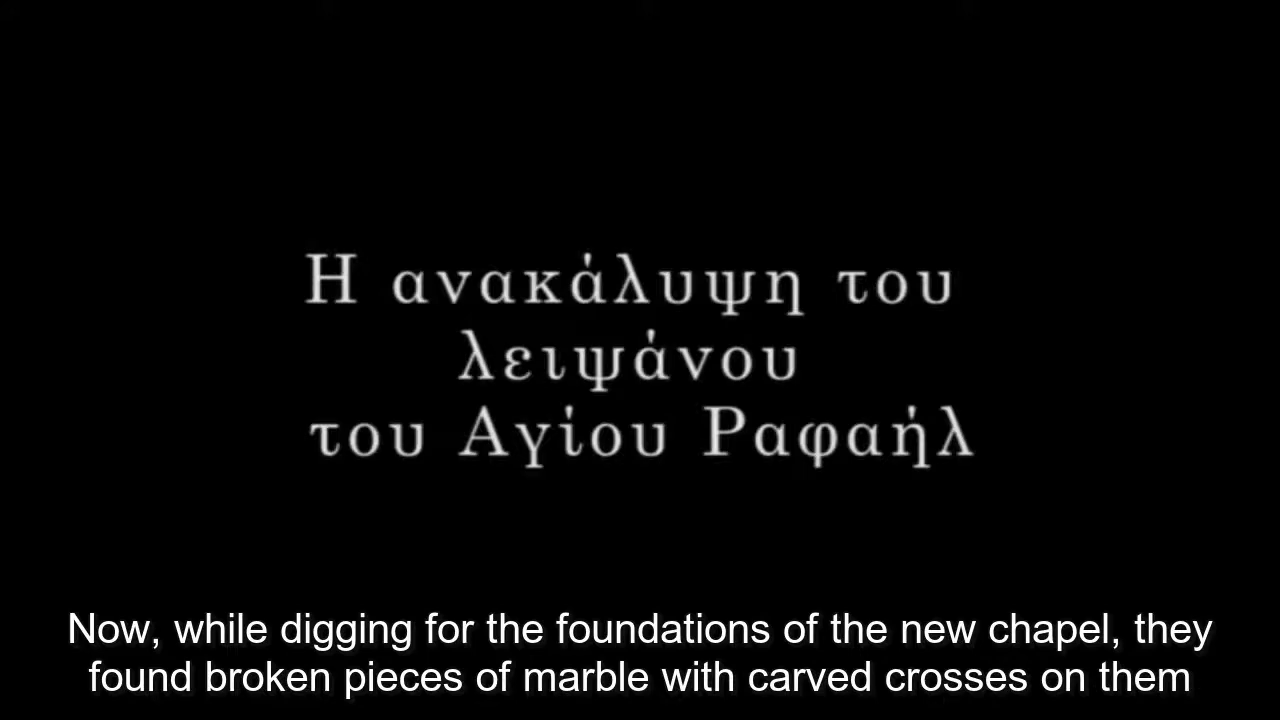 Η ανακάλυψη του
λειψάνου
του Αγίου Ραφαήλ
Now, while digging for the foundations of the new chapel, they
found broken pieces of marble with carved crosses on them